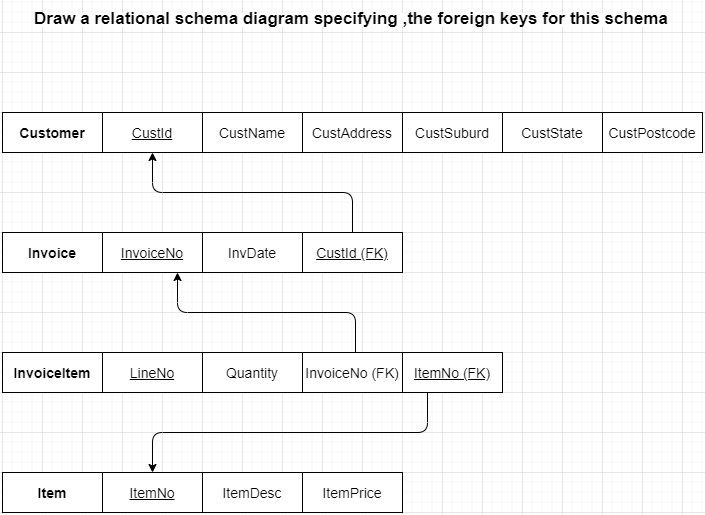 Draw a relational schema diagram specifying ,the foreign keys for this schema
Customer CustId CustName CustAddress CustSuburd CustState CustPostcode
Invoice InvoiceNo InvDate CustId (FK)
InvoiceItem LineNo Quantity InvoiceNo (FK) ItemNo (FK)
Item ItemNo ItemDesc ItemPrice